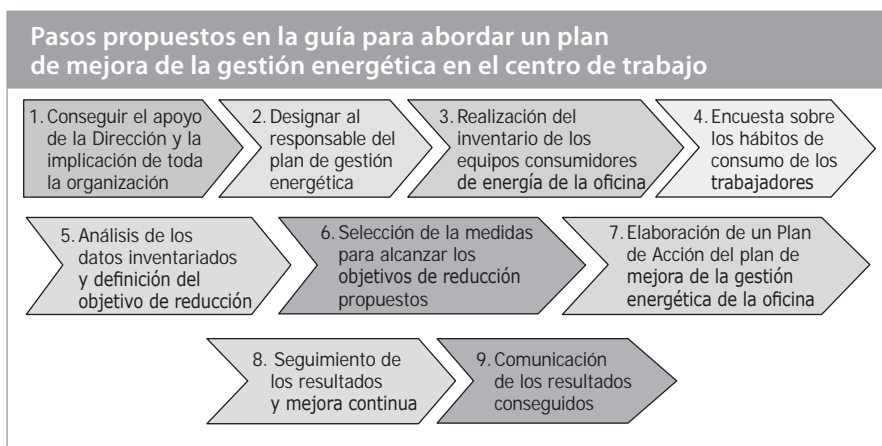 Pasos propuestos en la guía para abordar un plan
de mejora de la gestión energética en el centro de trabajo
1. Conseguir el apoyo
de la Dirección y la
implicación de toda
la organización
2. Designar al
responsable del
plan de gestión
energética
3. Realización del
inventario de los
equipos consumidores
de energía de la oficina
4. Encuesta sobre
los hábitos de
consumo de los
trabajadores
5. Análisis de los
datos inventariados
y definición del
objetivo de reducción
6. Selección de la medidas
para alcanzar los
objetivos de reducción
propuestos
7. Elaboración de un Plan
de Acción del plan de
mejora de la gestión
energética de la oficina
8. Seguimiento de
los resultados
y mejora continua
9. Comunicación
de los resultados
conseguidos